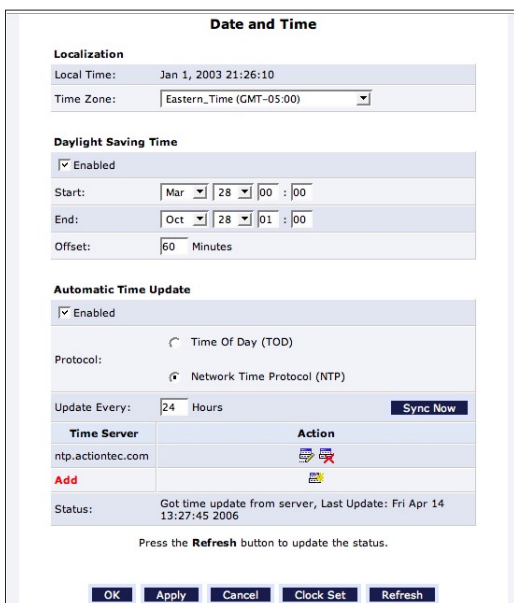 Date and Time
Localization
Local Time: Jan 1, 2003 21:26:10
Time Zone: Eastern_Time (GMT-05:00)
Daylight Saving Time
Enabled
Start: Mar 28 00 : 00
End: Oct 28 01 : 00
Offset: 60 Minutes
Automatic Time Update
Enabled
Protocol:
Time Of Day (TOD)
Network Time Protocol (NTP)
Update Every: 24 Hours Sync Now
Time Server Action
ntp.actiontec.com
Add
Status: Got time update from server, Last Update: Fri Apr 14
13:27:45 2006
Press the Refresh button to update the status.
OK Apply Cancel Clock Set Refresh